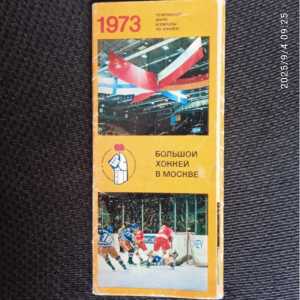 1973
ЧЕМПИОНАТ
МИРА
И ЕВРОПЫ
ПО ХОККЕЮ
БОЛЬШОЙ
ХОККЕЙ
В МОСКВЕ
2025/9/4 09:25